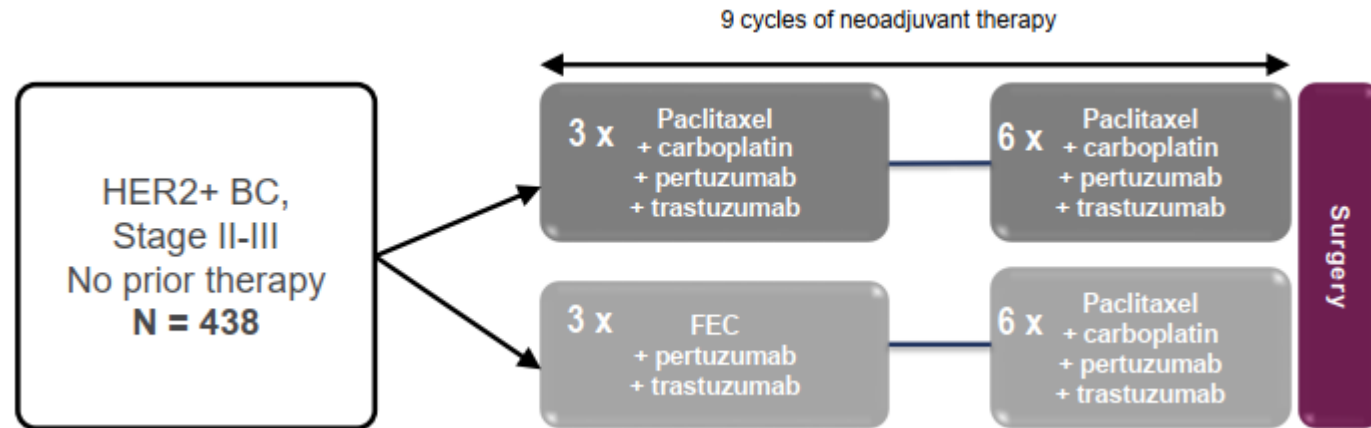 9 cycles of neoadjuvant therapy
HER2+ BC,
Stage II-III
No prior therapy
N = 438
3 x
Paclitaxel
+ carboplatin
+ pertuzumab
+ trastuzumab
6 x
Paclitaxel
+ carboplatin
+ pertuzumab
+ trastuzumab
3 x
FEC
+ pertuzumab
+ trastuzumab
6 x
Paclitaxel
+ carboplatin
+ pertuzumab
+ trastuzumab
Surgery